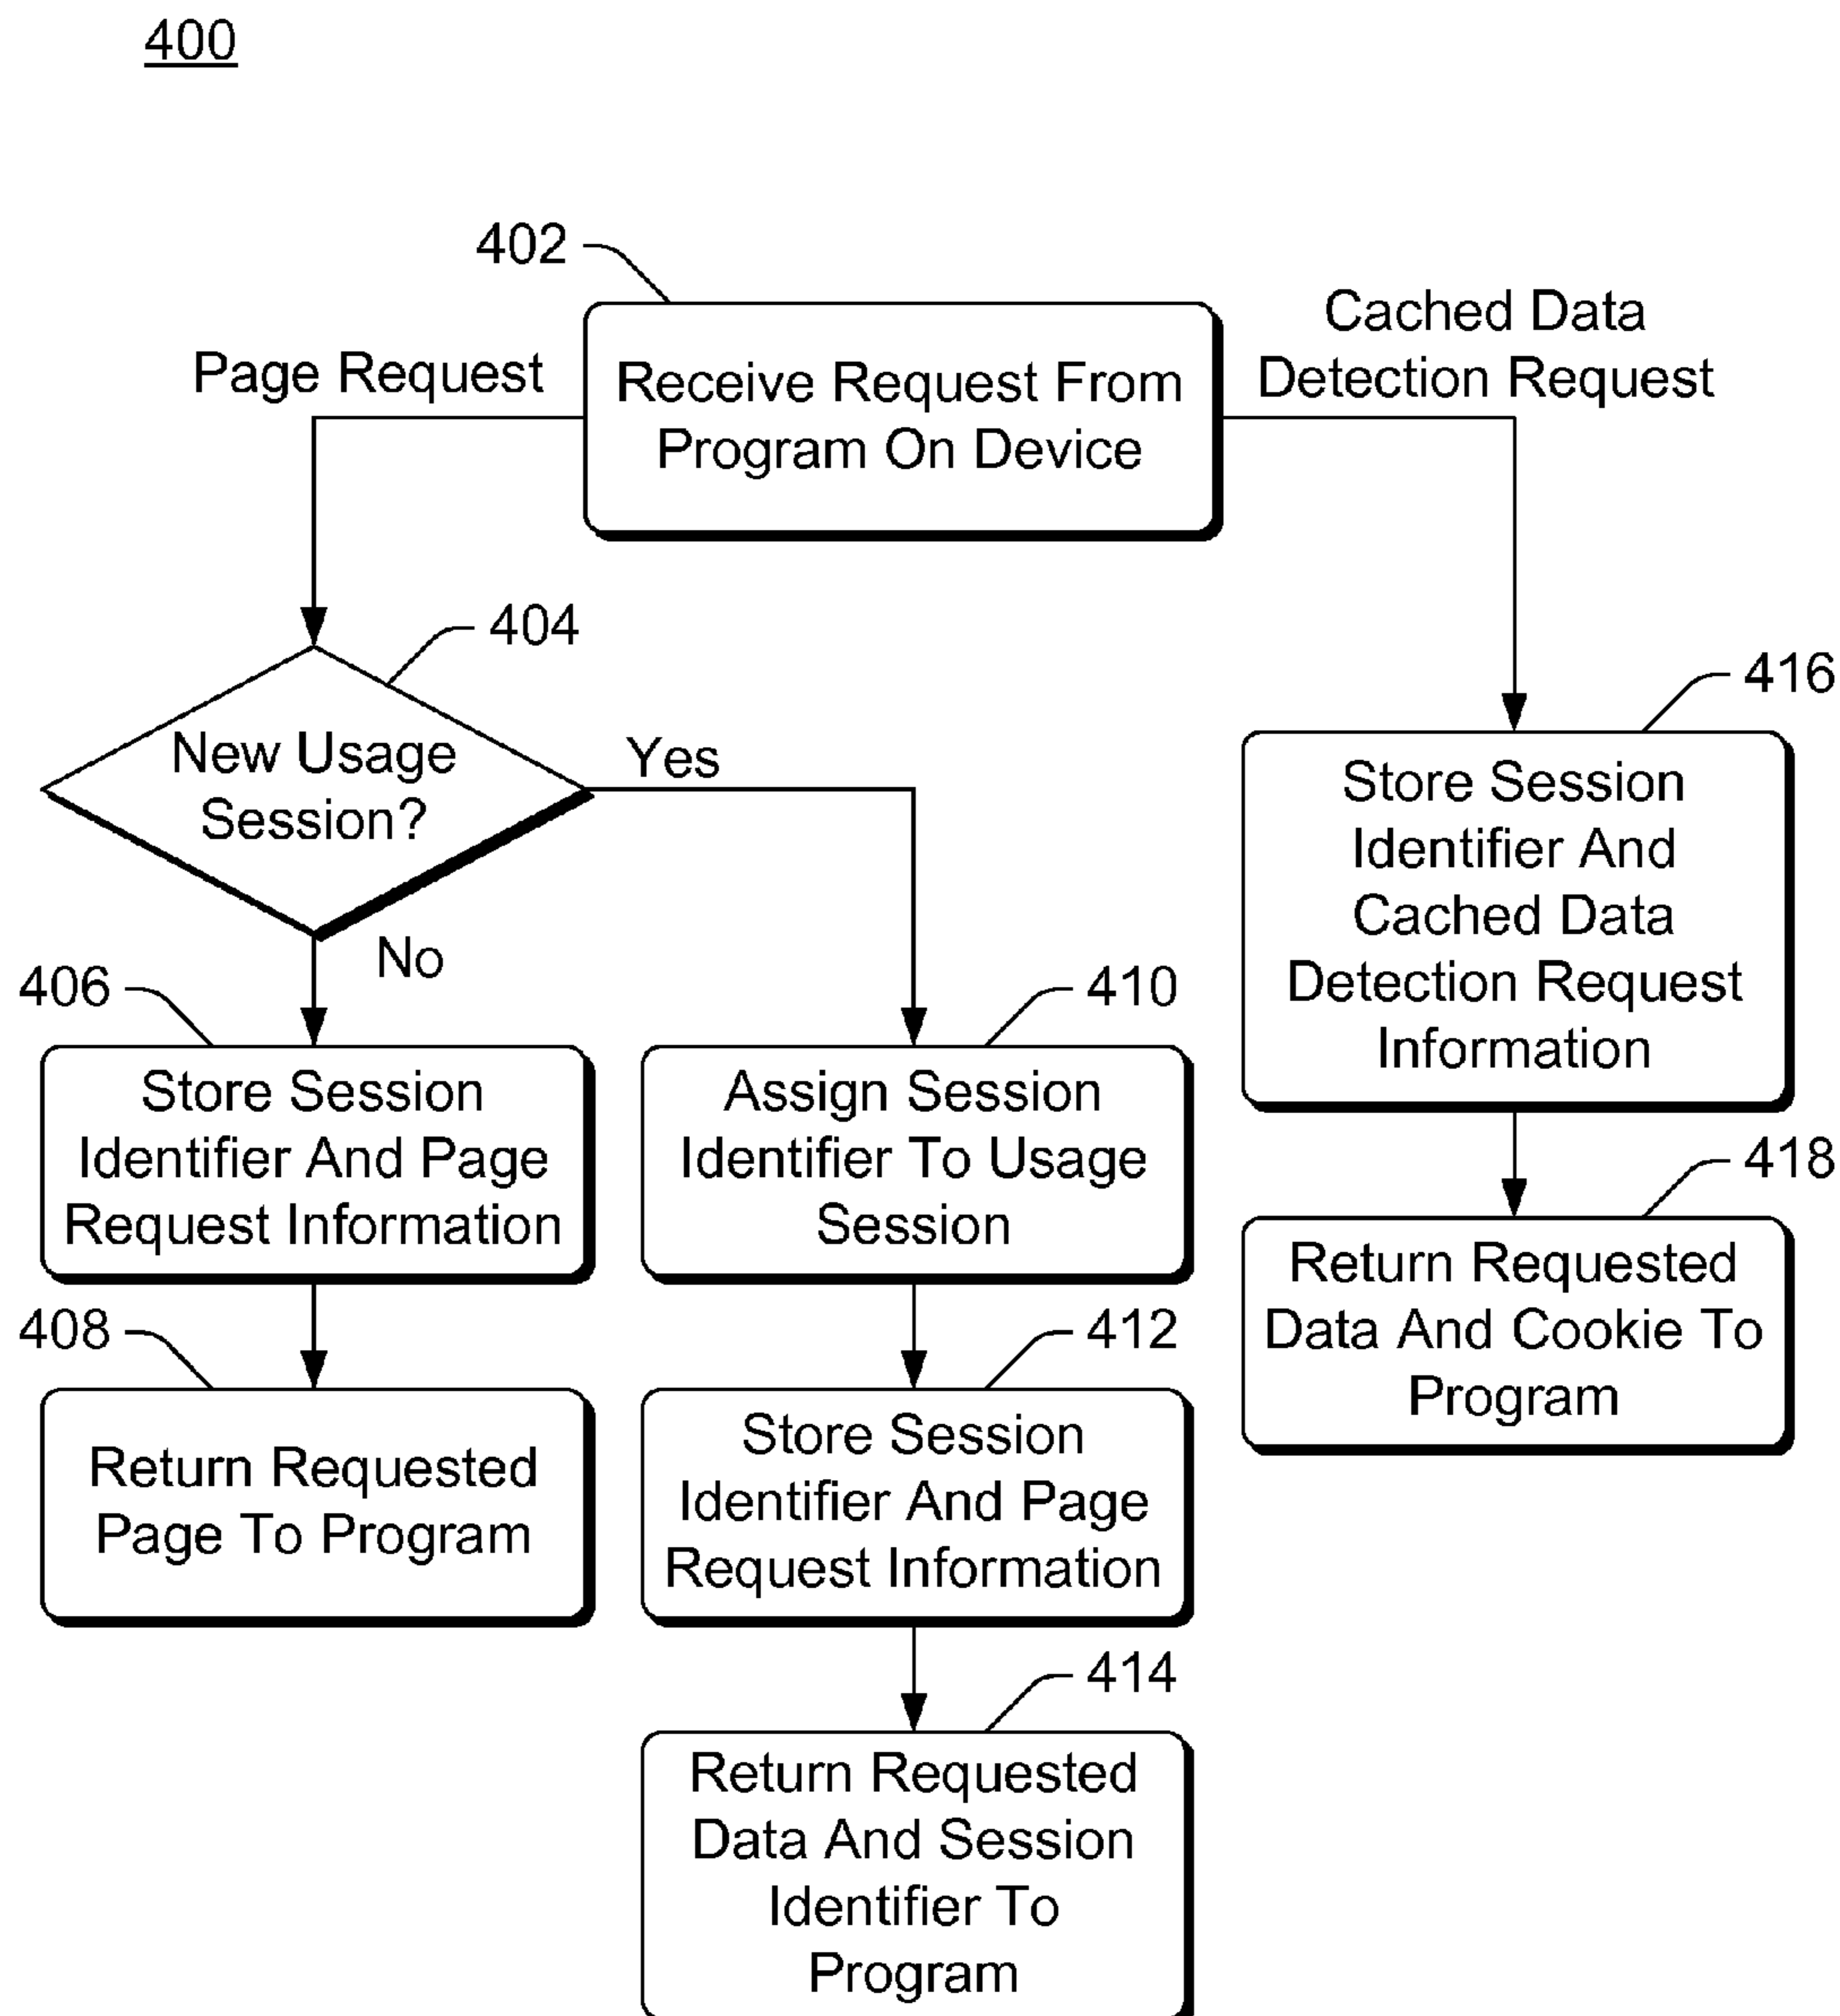 400
402
Page Request
Receive Request From
Program On Device
Cached Data
Detection Request
404
New Usage
Session?
Yes
No
416
Store Session
Identifier And
Cached Data
Detection Request
Information
406
Store Session
Identifier And Page
Request Information
410
Assign Session
Identifier To Usage
Session
418
Return Requested
Data And Cookie To
Program
408
Return Requested
Page To Program
412
Store Session
Identifier And Page
Request Information
414
Return Requested
Data And Session
Identifier To
Program